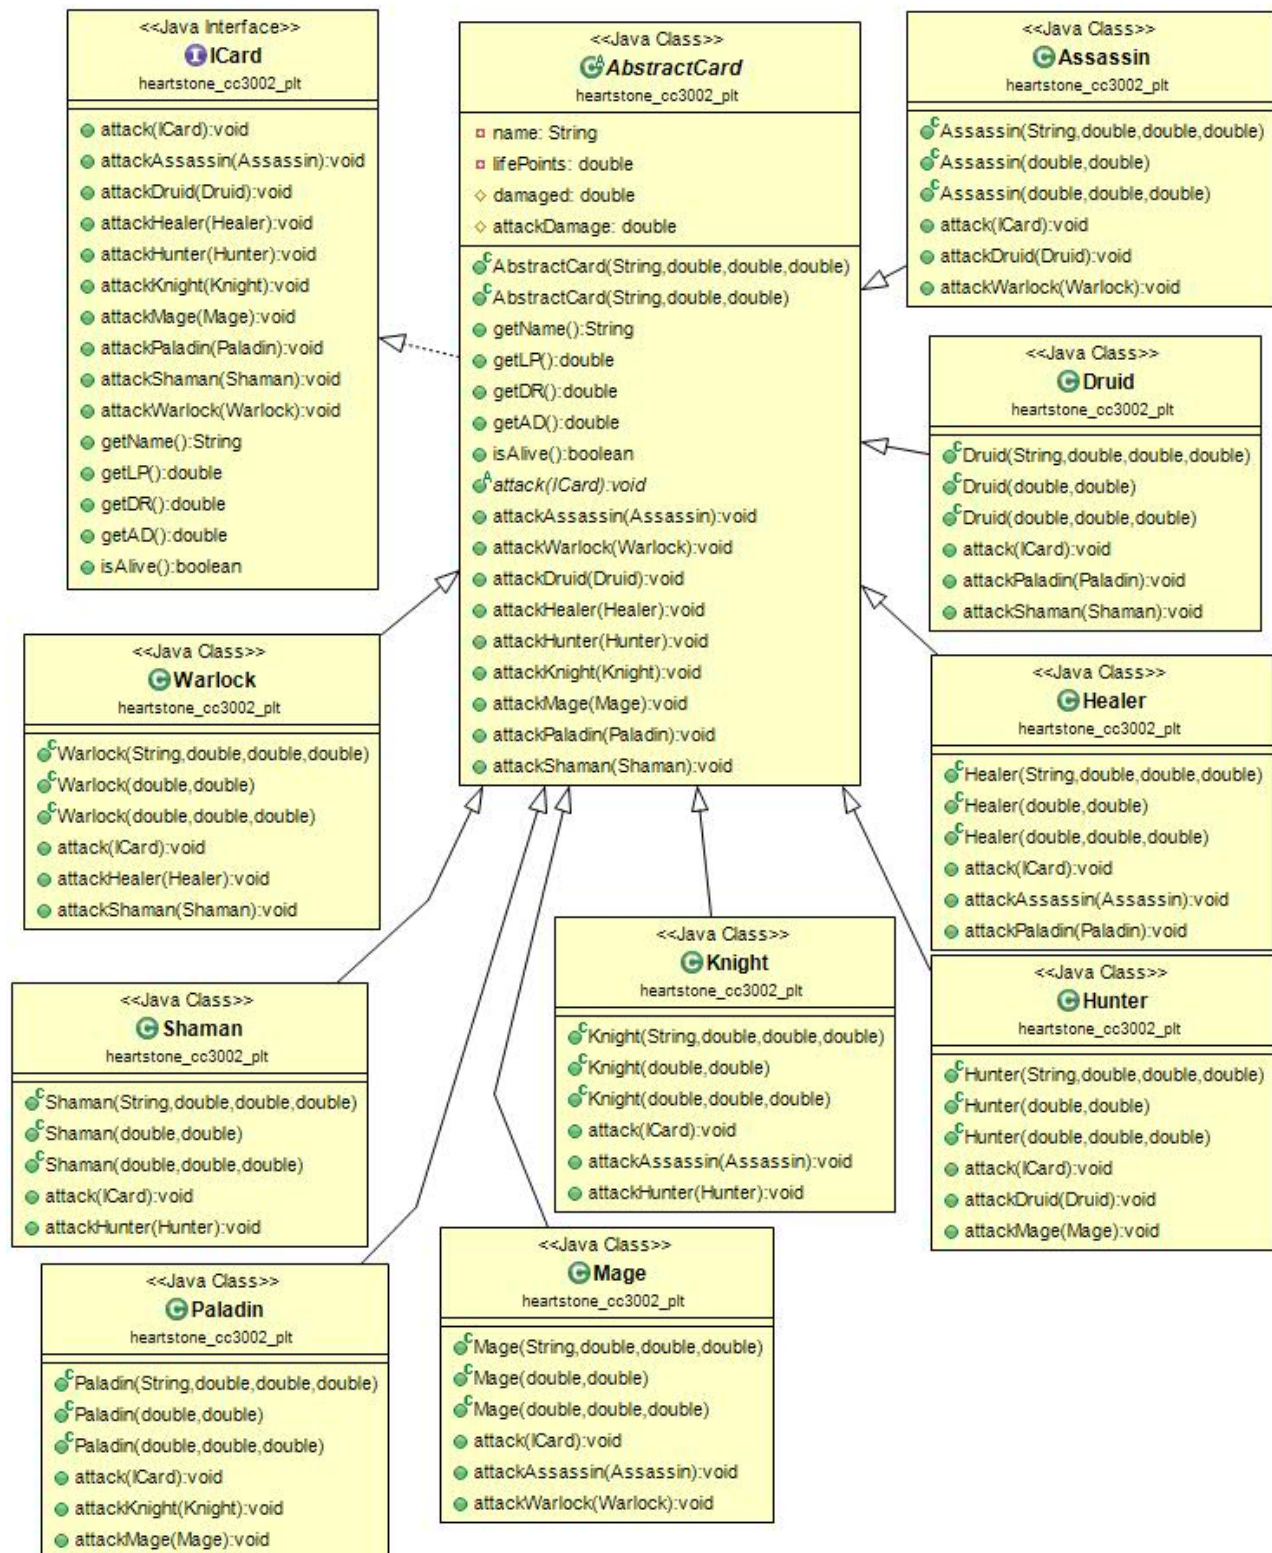 <<Java Interface>>
ICard
heartstone_cc3002_plt
attack(ICard):void
attackAssassin(Assassin):void
attackDruid(Druid):void
attackHealer(Healer):void
attackHunter(Hunter):void
attackKnight(Knight):void
attackMage(Mage):void
attackPaladin(Paladin):void
attackShaman(Shaman):void
attackWarlock(Warlock):void
getName():String
getLP():double
getDR():double
getAD():double
isAlive():boolean
<<Java Class>>
AbstractCard
heartstone_cc3002_plt
name: String
lifePoints: double
damaged: double
attackDamage: double
AbstractCard(String,double,double,double)
AbstractCard(String,double,double)
getName():String
getLP():double
getDR():double
getAD():double
isAlive():boolean
attack(ICard):void
attackAssassin(Assassin):void
attackWarlock(Warlock):void
attackDruid(Druid):void
attackHealer(Healer):void
attackHunter(Hunter):void
attackKnight(Knight):void
attackMage(Mage):void
attackPaladin(Paladin):void
attackShaman(Shaman):void
<<Java Class>>
Assassin
heartstone_cc3002_plt
Assassin(String,double,double,double)
Assassin(double,double)
Assassin(double,double,double)
attack(ICard):void
attackDruid(Druid):void
attackWarlock(Warlock):void
<<Java Class>>
Druid
heartstone_cc3002_plt
Druid(String,double,double,double)
Druid(double,double)
Druid(double,double,double)
attack(ICard):void
attackPaladin(Paladin):void
attackShaman(Shaman):void
<<Java Class>>
Warlock
heartstone_cc3002_plt
Warlock(String,double,double,double)
Warlock(double,double)
Warlock(double,double,double)
attack(ICard):void
attackHealer(Healer):void
attackShaman(Shaman):void
<<Java Class>>
Healer
heartstone_cc3002_plt
Healer(String,double,double,double)
Healer(double,double)
Healer(double,double,double)
attack(ICard):void
attackAssassin(Assassin):void
attackPaladin(Paladin):void
<<Java Class>>
Knight
heartstone_cc3002_plt
Knight(String,double,double,double)
Knight(double,double)
Knight(double,double,double)
attack(ICard):void
attackAssassin(Assassin):void
attackHunter(Hunter):void
<<Java Class>>
Hunter
heartstone_cc3002_plt
Hunter(String,double,double,double)
Hunter(double,double)
Hunter(double,double,double)
attack(ICard):void
attackDruid(Druid):void
attackMage(Mage):void
<<Java Class>>
Shaman
heartstone_cc3002_plt
Shaman(String,double,double,double)
Shaman(double,double)
Shaman(double,double,double)
attack(ICard):void
attackHunter(Hunter):void
<<Java Class>>
Mage
heartstone_cc3002_plt
Mage(String,double,double,double)
Mage(double,double)
Mage(double,double,double)
attack(ICard):void
attackAssassin(Assassin):void
attackWarlock(Warlock):void
<<Java Class>>
Paladin
heartstone_cc3002_plt
Paladin(String,double,double,double)
Paladin(double,double)
Paladin(double,double,double)
attack(ICard):void
attackKnight(Knight):void
attackMage(Mage):void